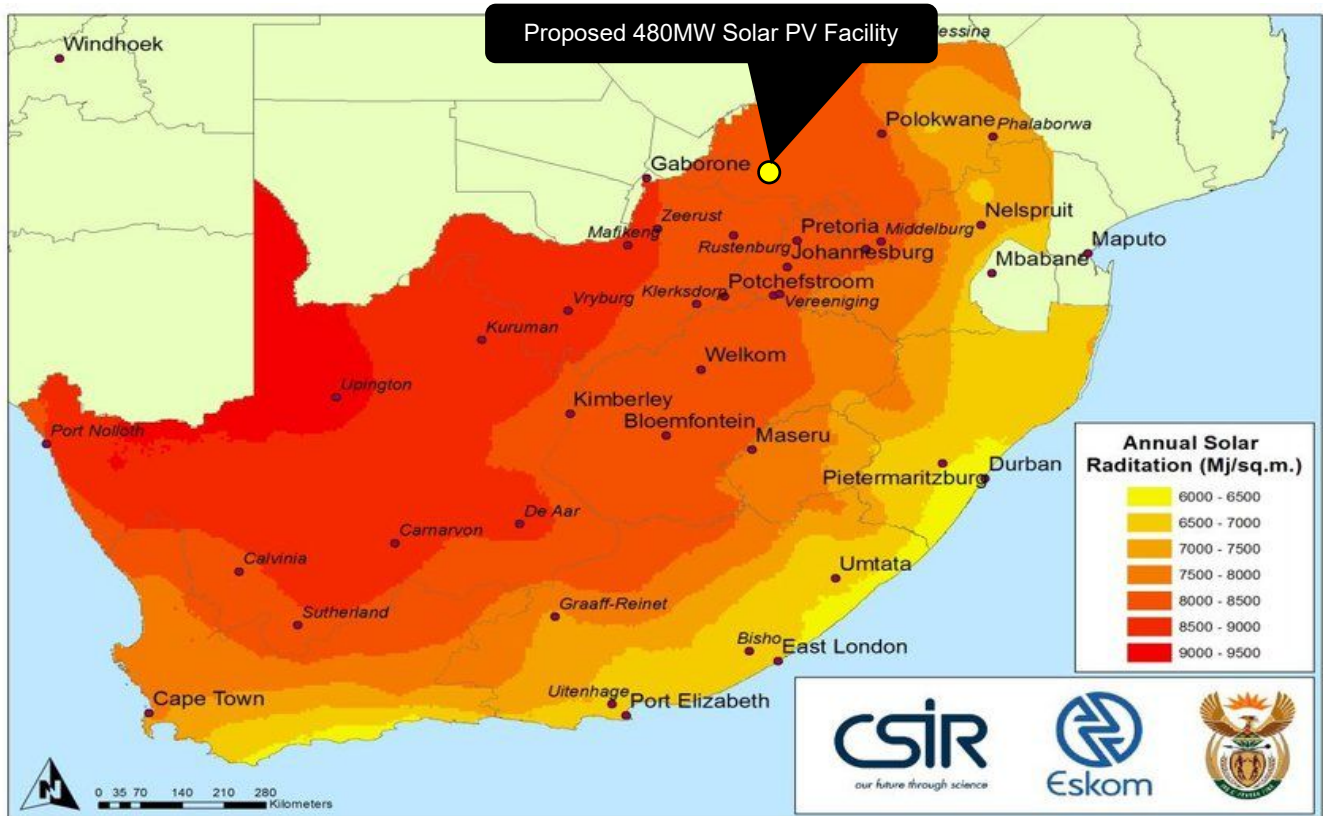 Proposed 480MW Solar PV Facility
Windhoek
Polokwane
Phalaborwa
Gaborone
Zeerust
Mafikeng
Nelspruit
Pretoria
Middelburg
Rustenburg
Johannesburg
Maputo
Mbabane
Potchefstroom
Klerksdorp
Vereeniging
Vryburg
Kuruman
Welkom
Upington
Kimberley
Bloemfontein
Maseru
Port Nolloth
Pietermaritzburg
Durban
De Aar
Carnarvon
Calvinia
Umtata
Sutherland
Graaff-Reinet
Bisho
East London
Uitenhage
Port Elizabeth
Cape Town
Annual Solar
Raditation (Mj/sq.m.)
6000 - 6500
6500 - 7000
7000 - 7500
7500 - 8000
8000 - 8500
8500 - 9000
9000 - 9500
N
0 35 70 140 210 280
Kilometers
CSIR
our future through science
Eskom